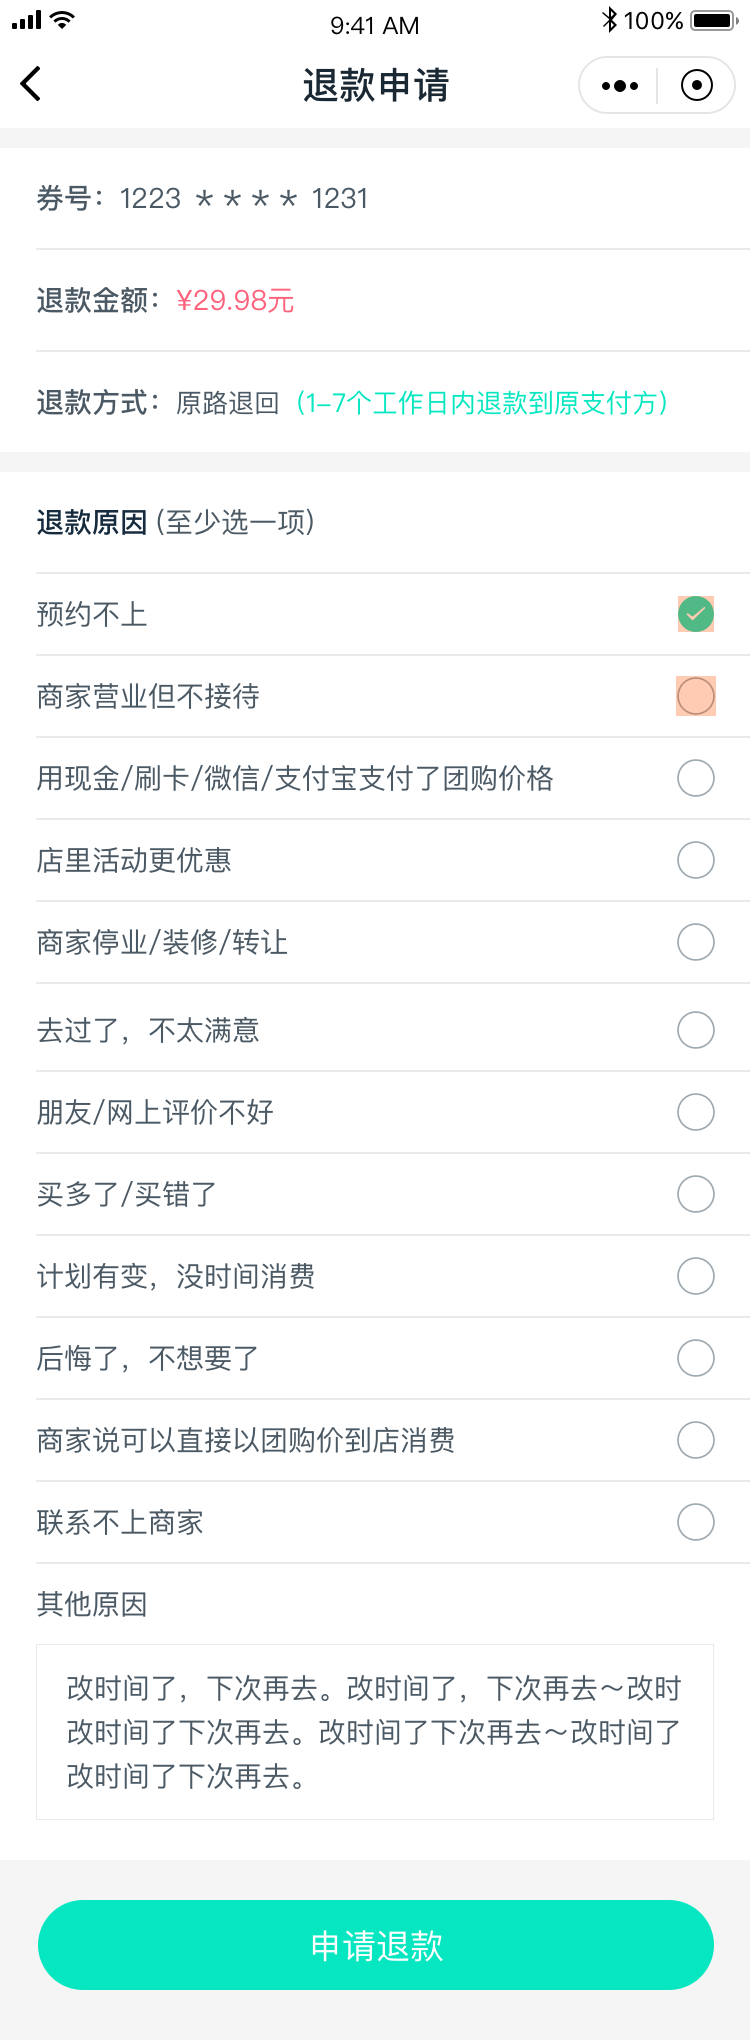 9:41 AM
100%
退款申请
券号：1223 ＊＊＊＊ 1231
退款金额：¥29.98元
退款方式：原路退回（1–7个工作日内退款到原支付方）
退款原因 (至少选一项)
预约不上
商家营业但不接待
用现金/刷卡/微信/支付宝支付了团购价格
店里活动更优惠
商家停业/装修/转让
去过了，不太满意
朋友/网上评价不好
买多了/买错了
计划有变，没时间消费
后悔了，不想要了
商家说可以直接以团购价到店消费
联系不上商家
其他原因
改时间了，下次再去。改时间了，下次再去～改时
改时间了下次再去。改时间了下次再去～改时间了
改时间了下次再去。
申请退款